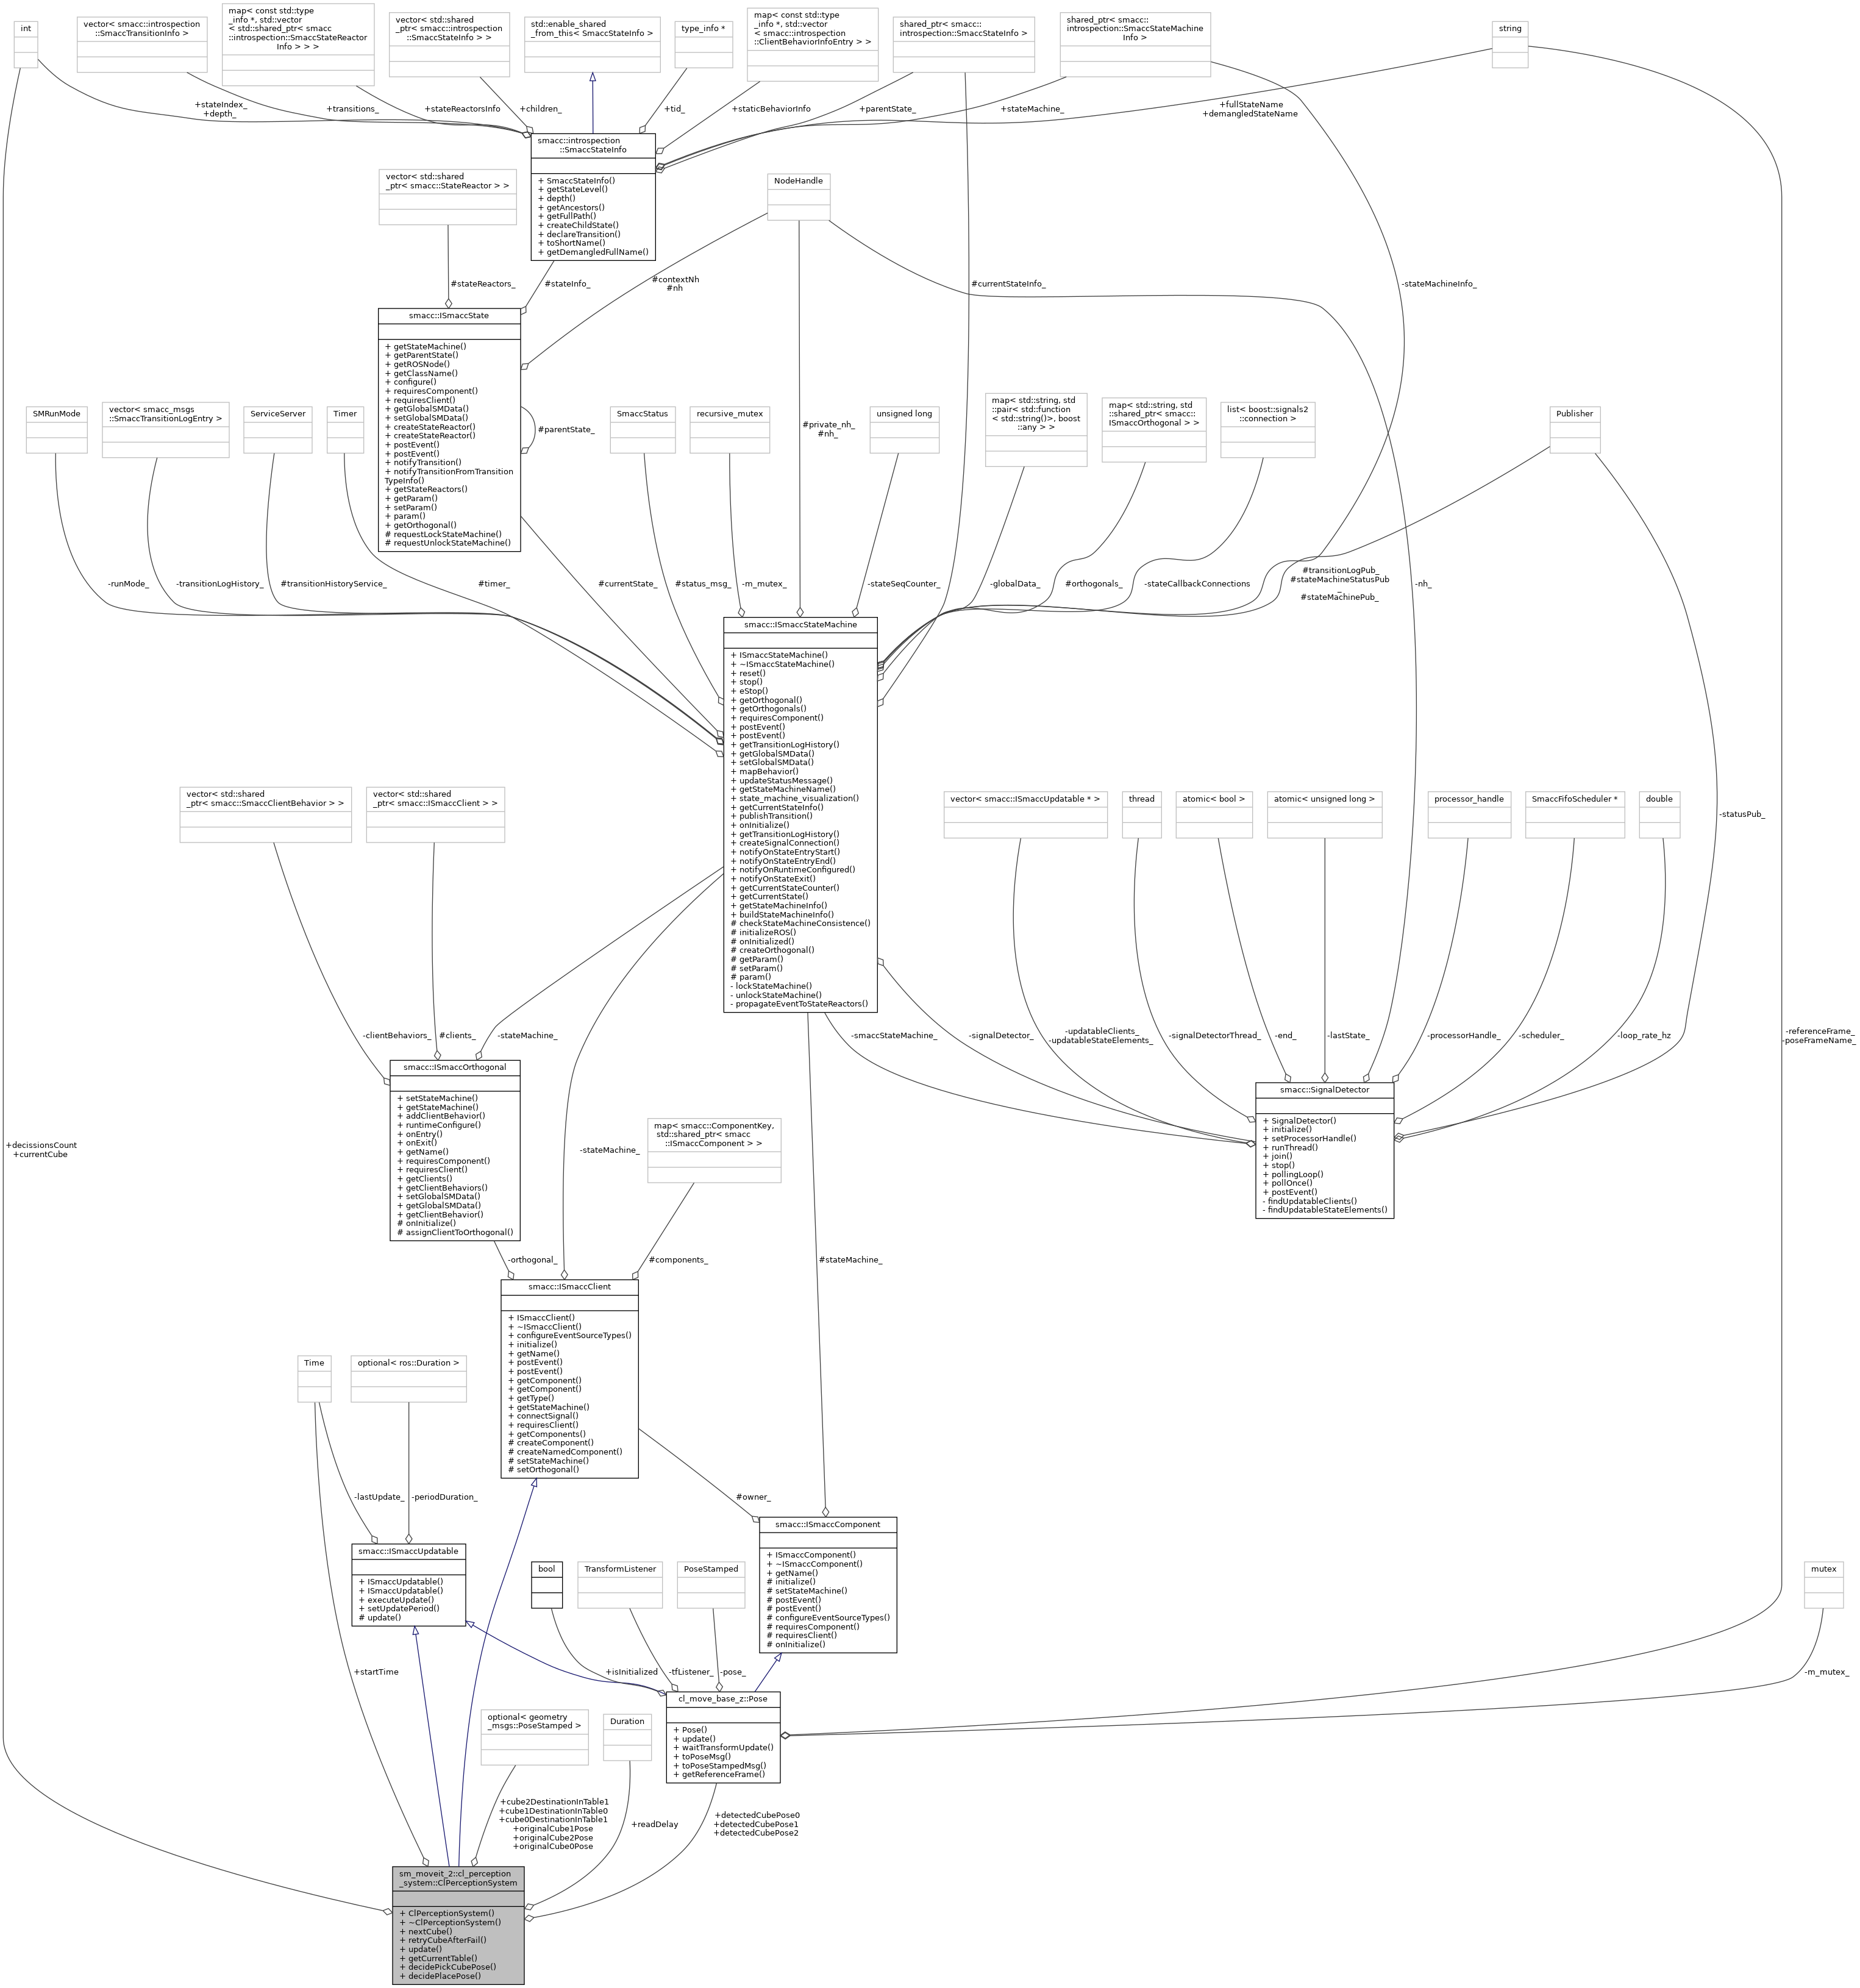 int
vector< smacc::introspection
::SmaccTransitionInfo >
map< const std::type
_info *, std::vector
< std::shared_ptr< smacc
::introspection::SmaccStateReactor
Info > > >
vector< std::shared
_ptr< smacc::introspection
::SmaccStateInfo > >
std::enable_shared
_from_this< SmaccStateInfo >
type_info *
map< const std::type
_info *, std::vector
< smacc::introspection
::ClientBehaviorInfoEntry > >
shared_ptr< smacc::
introspection::SmaccStateInfo >
shared_ptr< smacc::
introspection::SmaccStateMachine
Info >
string
+stateIndex_
+depth_
+transitions_
+stateReactorsInfo
+children_
+tid_
+staticBehaviorInfo
+parentState_
+stateMachine_
+fullStateName
+demangledStateName
smacc::introspection
::SmaccStateInfo
+ SmaccStateInfo()
+ getStateLevel()
+ depth()
+ getAncestors()
+ getFullPath()
+ createChildState()
+ declareTransition()
+ toShortName()
+ getDemangledFullName()
vector< std::shared
_ptr< smacc::StateReactor > >
NodeHandle
#stateReactors_
#stateInfo_
#contextNh
#nh
#currentStateInfo_
-stateMachineInfo_
smacc::ISmaccState
+ getStateMachine()
+ getParentState()
+ getROSNode()
+ getClassName()
+ configure()
+ requiresComponent()
+ requiresClient()
+ getGlobalSMData()
+ setGlobalSMData()
+ createStateReactor()
+ createStateReactor()
+ postEvent()
+ postEvent()
+ notifyTransition()
+ notifyTransitionFromTransition
TypeInfo()
+ getStateReactors()
+ getParam()
+ setParam()
+ param()
+ getOrthogonal()
# requestLockStateMachine()
# requestUnlockStateMachine()
#parentState_
SMRunMode
vector< smacc_msgs
::SmaccTransitionLogEntry >
ServiceServer
Timer
SmaccStatus
recursive_mutex
#private_nh_
#nh_
unsigned long
map< std::string, std
::pair< std::function
< std::string()>, boost
::any > >
map< std::string, std
::shared_ptr< smacc::
ISmaccOrthogonal > >
list< boost::signals2
::connection >
Publisher
-runMode_
-transitionLogHistory_
#transitionHistoryService_
#timer_
#currentState_
#status_msg_
-m_mutex_
-stateSeqCounter_
-globalData_
#orthogonals_
-stateCallbackConnections
#transitionLogPub_
#stateMachineStatusPub
_
#stateMachinePub_
-nh_
smacc::ISmaccStateMachine
+ ISmaccStateMachine()
+ ~ISmaccStateMachine()
+ reset()
+ stop()
+ eStop()
+ getOrthogonal()
+ getOrthogonals()
+ requiresComponent()
+ postEvent()
+ postEvent()
+ getTransitionLogHistory()
+ getGlobalSMData()
+ setGlobalSMData()
+ mapBehavior()
+ updateStatusMessage()
+ getStateMachineName()
+ state_machine_visualization()
+ getCurrentStateInfo()
+ publishTransition()
+ onInitialize()
+ getTransitionLogHistory()
+ createSignalConnection()
+ notifyOnStateEntryStart()
+ notifyOnStateEntryEnd()
+ notifyOnRuntimeConfigured()
+ notifyOnStateExit()
+ getCurrentStateCounter()
+ getCurrentState()
+ getStateMachineInfo()
+ buildStateMachineInfo()
# checkStateMachineConsistence()
# initializeROS()
# onInitialized()
# createOrthogonal()
# getParam()
# setParam()
# param()
- lockStateMachine()
- unlockStateMachine()
- propagateEventToStateReactors()
vector< std::shared
_ptr< smacc::SmaccClientBehavior > >
vector< std::shared
_ptr< smacc::ISmaccClient > >
vector< smacc::ISmaccUpdatable * >
thread
atomic< bool >
atomic< unsigned long >
processor_handle
SmaccFifoScheduler *
double
-statusPub_
-clientBehaviors_
#clients_
-stateMachine_
-smaccStateMachine_
-signalDetector_
-updatableClients_
-updatableStateElements_
-signalDetectorThread_
-end_
-lastState_
-processorHandle_
-scheduler_
-loop_rate_hz
-referenceFrame_
-poseFrameName_
smacc::ISmaccOrthogonal
+ setStateMachine()
+ getStateMachine()
+ addClientBehavior()
+ runtimeConfigure()
+ onEntry()
+ onExit()
+ getName()
+ requiresComponent()
+ requiresClient()
+ getClients()
+ getClientBehaviors()
+ setGlobalSMData()
+ getGlobalSMData()
+ getClientBehavior()
# onInitialize()
# assignClientToOrthogonal()
smacc::SignalDetector
+ SignalDetector()
+ initialize()
+ setProcessorHandle()
+ runThread()
+ join()
+ stop()
+ pollingLoop()
+ pollOnce()
+ postEvent()
- findUpdatableClients()
- findUpdatableStateElements()
+decissionsCount
+currentCube
-stateMachine_
map< smacc::ComponentKey,
std::shared_ptr< smacc
::ISmaccComponent > >
-orthogonal_
#components_
#stateMachine_
smacc::ISmaccClient
+ ISmaccClient()
+ ~ISmaccClient()
+ configureEventSourceTypes()
+ initialize()
+ getName()
+ postEvent()
+ postEvent()
+ getComponent()
+ getComponent()
+ getType()
+ getStateMachine()
+ connectSignal()
+ requiresClient()
+ getComponents()
# createComponent()
# createNamedComponent()
# setStateMachine()
# setOrthogonal()
Time
optional< ros::Duration >
-lastUpdate_
-periodDuration_
#owner_
smacc::ISmaccComponent
+ ISmaccComponent()
+ ~ISmaccComponent()
+ getName()
# initialize()
# setStateMachine()
# postEvent()
# postEvent()
# configureEventSourceTypes()
# requiresComponent()
# requiresClient()
# onInitialize()
smacc::ISmaccUpdatable
+ ISmaccUpdatable()
+ ISmaccUpdatable()
+ executeUpdate()
+ setUpdatePeriod()
# update()
bool
TransformListener
PoseStamped
mutex
+startTime
+isInitialized
-tfListener_
-pose_
-m_mutex_
cl_move_base_z::Pose
+ Pose()
+ update()
+ waitTransformUpdate()
+ toPoseMsg()
+ toPoseStampedMsg()
+ getReferenceFrame()
optional< geometry
_msgs::PoseStamped >
Duration
+cube2DestinationInTable1
+cube1DestinationInTable0
+cube0DestinationInTable1
+originalCube1Pose
+originalCube2Pose
+originalCube0Pose
+readDelay
+detectedCubePose0
+detectedCubePose1
+detectedCubePose2
sm_moveit_2::cl_perception
_system::ClPerceptionSystem
+ ClPerceptionSystem()
+ ~ClPerceptionSystem()
+ nextCube()
+ retryCubeAfterFail()
+ update()
+ getCurrentTable()
+ decidePickCubePose()
+ decidePlacePose()